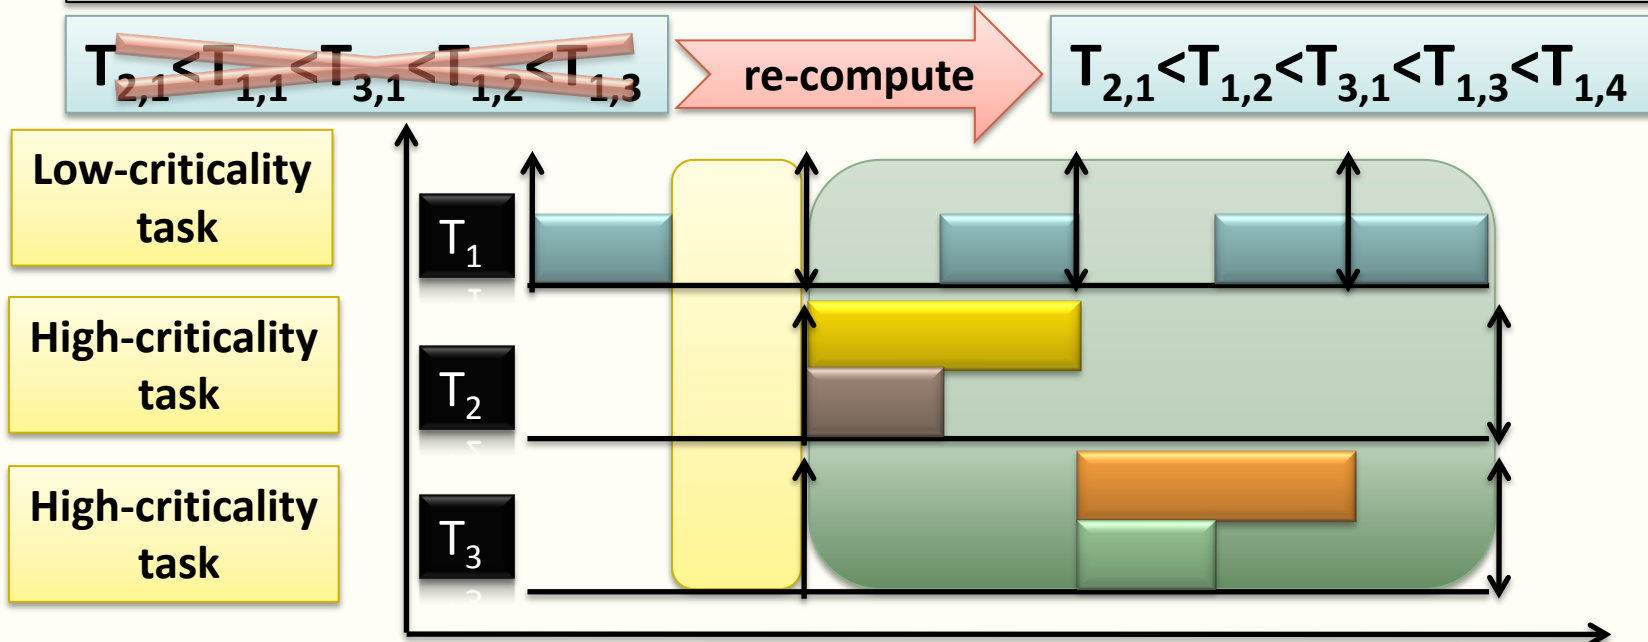 T2,1<T1,1<T3,1<T1,2<T1,3
re-compute
T2,1<T1,2<T3,1<T1,3<T1,4
Low-criticality
task
T1
High-criticality
task
T2
High-criticality
task
T3